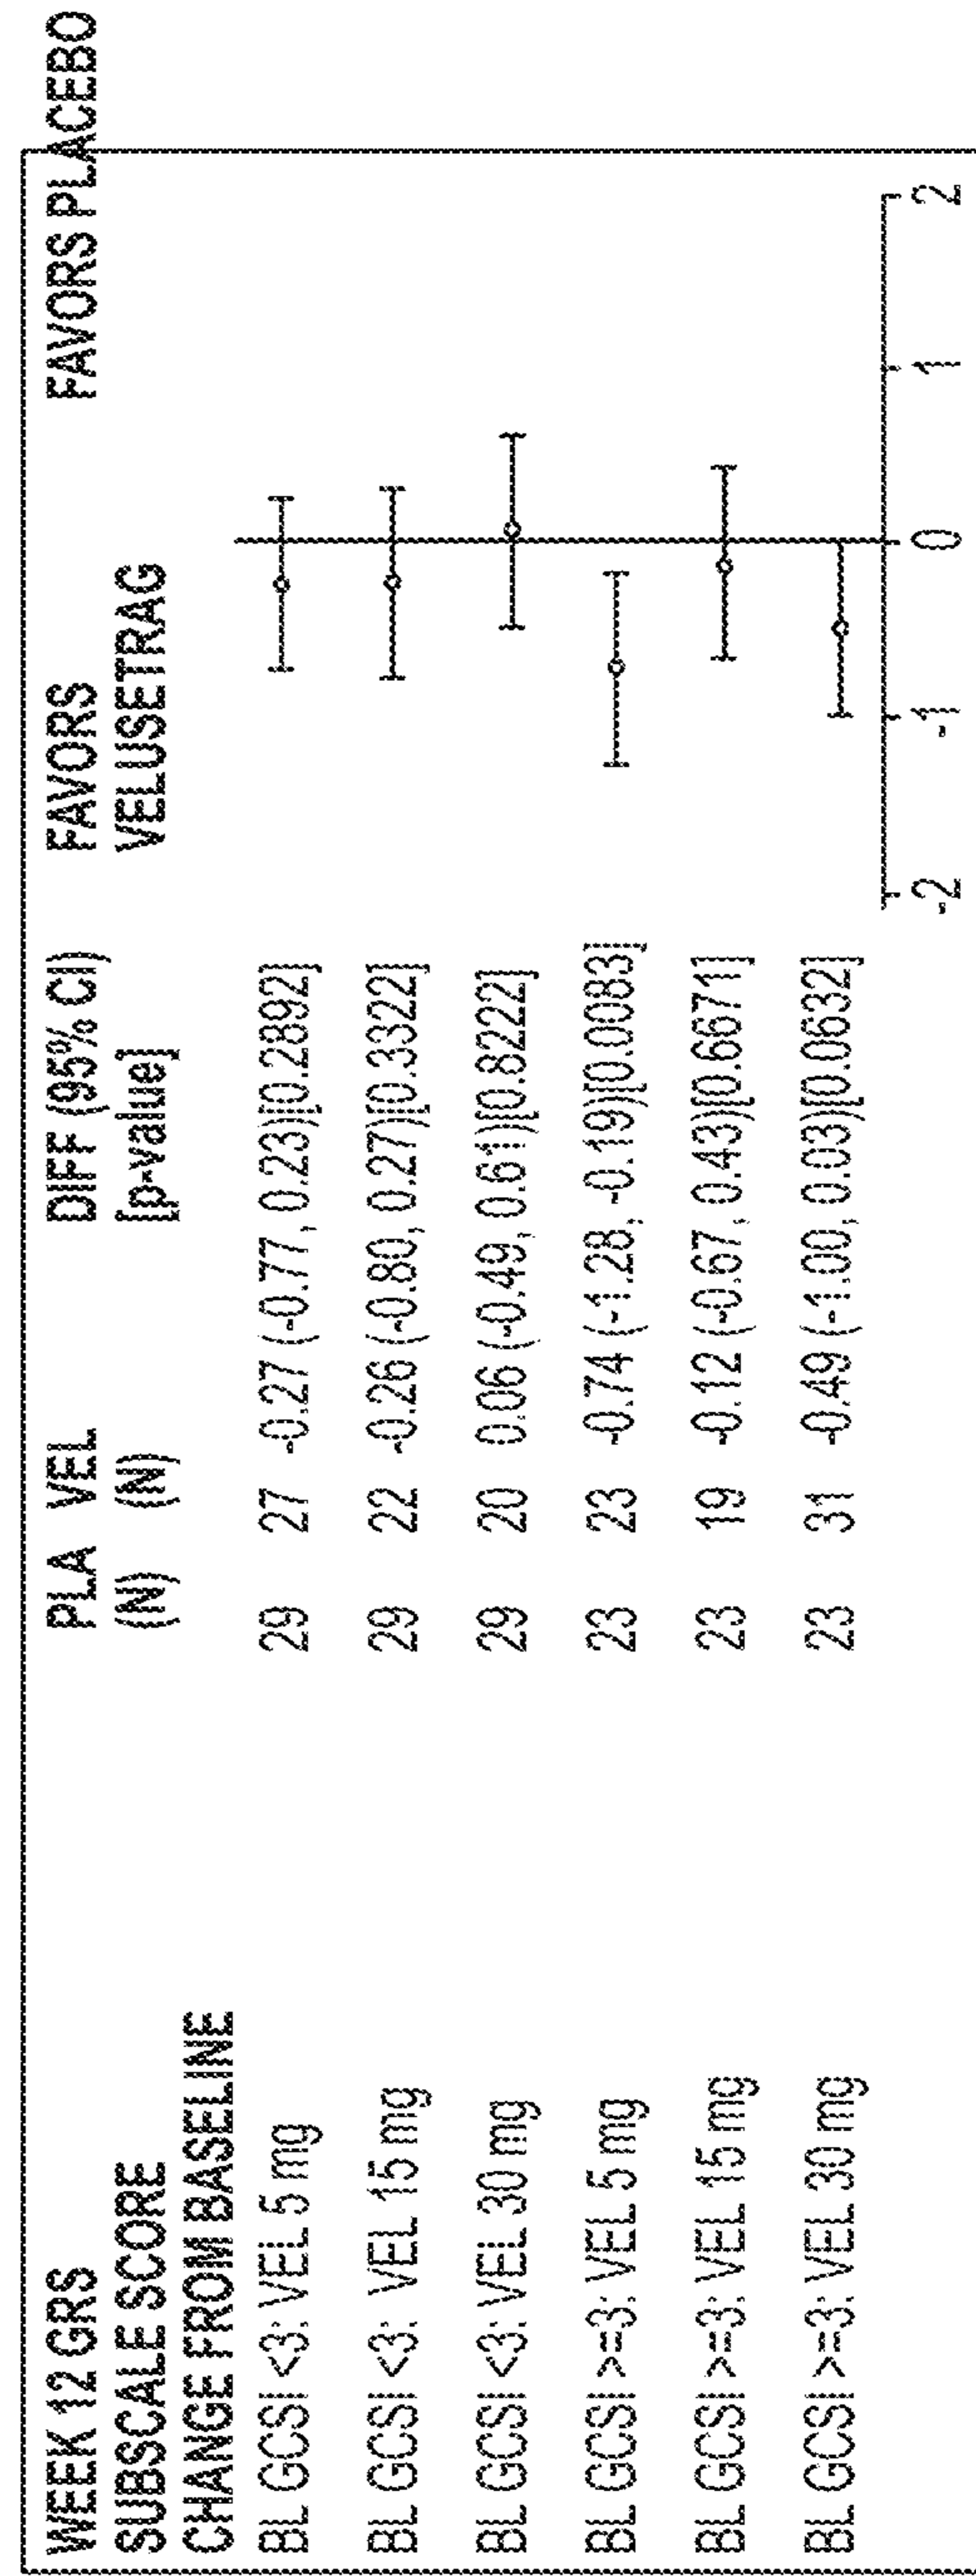 WEEK 12 GRS PLA VEL DIFF (95% CI) FAVORS FAVORS PLACEBO
SUBSCALE SCORE (N) (N) [p-value] VELUSETRAG
CHANGE FROM BASELINE
BL GCSI <3: VEL 5 mg 29 27 -0.27 (-0.77, 0.23)[0.2892]
BL GCSI <3: VEL 15 mg 29 22 -0.26 (-0.80, 0.27)[0.3322]
BL GCSI <3: VEL 30 mg 29 20 0.06 (-0.49, 0.61)[0.8222]
BL GCSI >=3: VEL 5 mg 23 23 -0.74 (-1.28, -0.19)[0.0083]
BL GCSI >=3: VEL 15 mg 23 19 -0.12 (-0.67, 0.43)[0.6671]
BL GCSI >=3: VEL 30 mg 23 31 -0.49 (-1.00, 0.03)[0.0632]
-2 -1 0 1 2